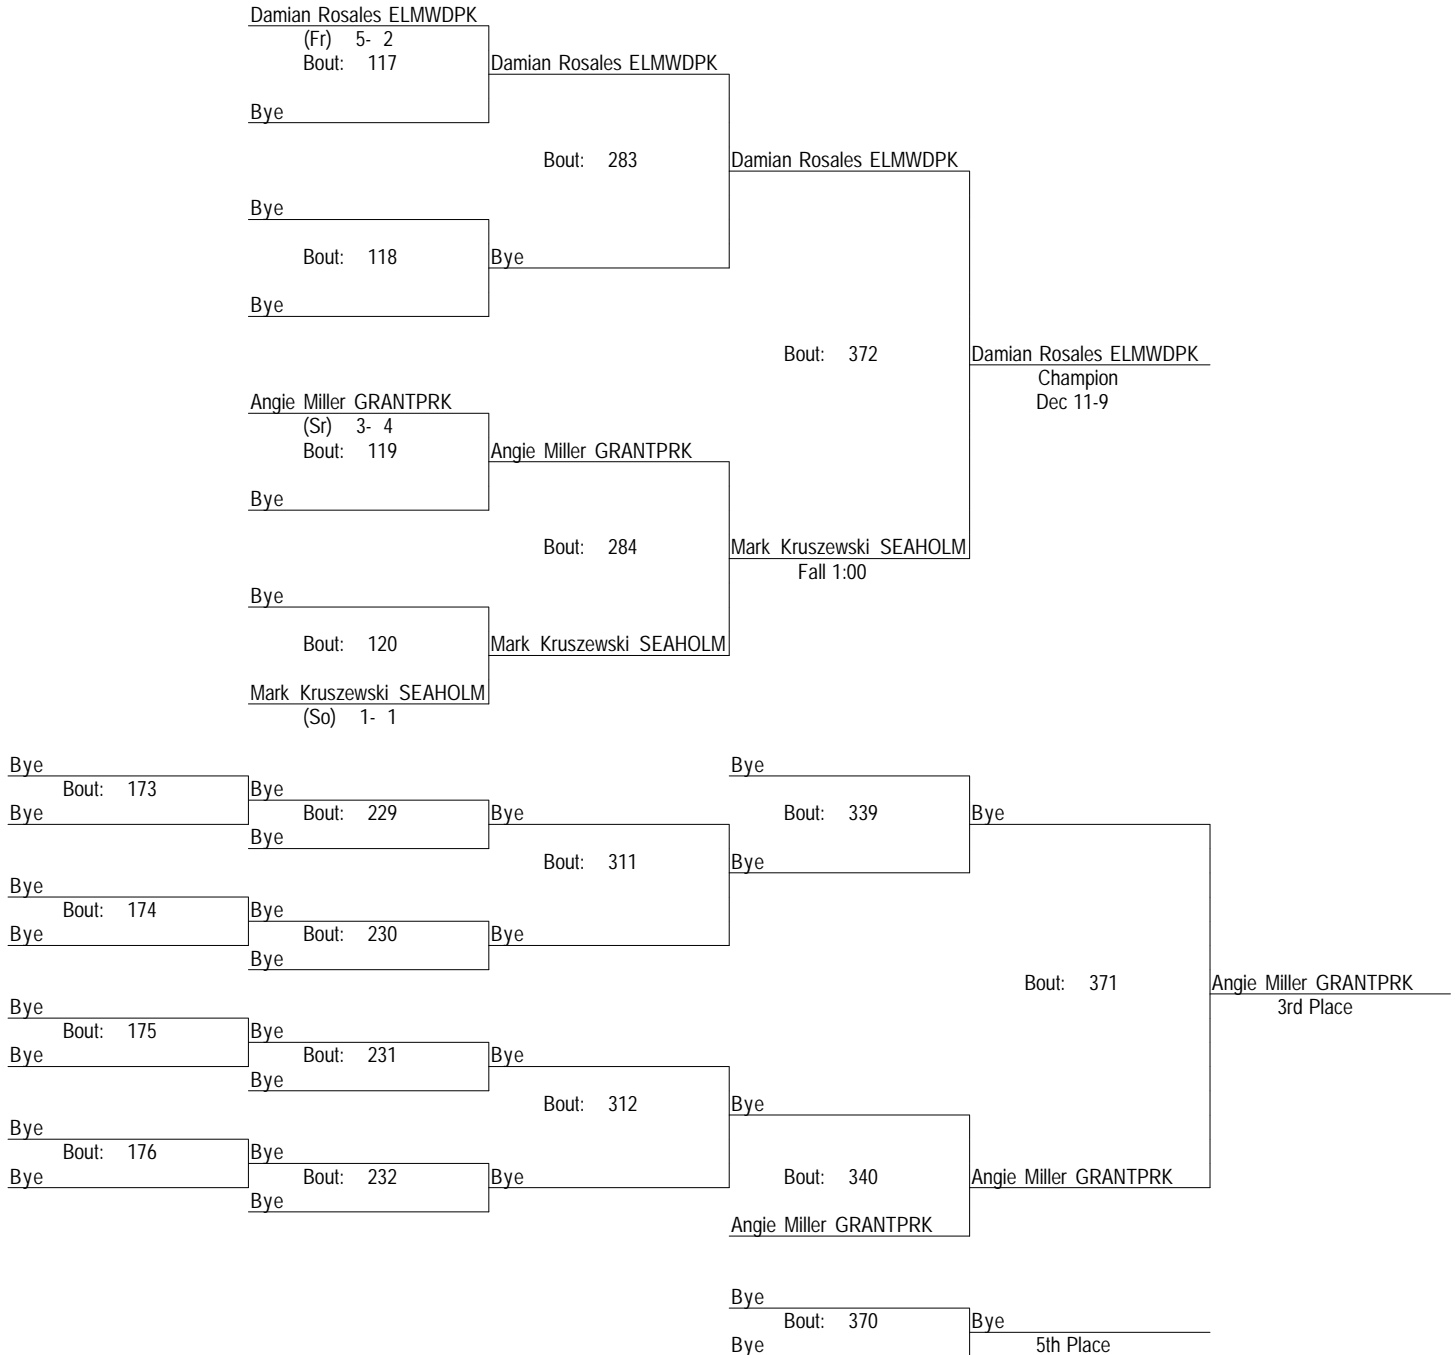 Damian Rosales ELMWDPK
(Fr) 5- 2
Bout: 117
Damian Rosales ELMWDPK
Bye
Bout: 283
Damian Rosales ELMWDPK
Bye
Bout: 118
Bye
Bye
Bout: 372
Damian Rosales ELMWDPK
Champion
Dec 11-9
Angie Miller GRANTPRK
(Sr) 3- 4
Bout: 119
Angie Miller GRANTPRK
Bye
Bout: 284
Mark Kruszewski SEAHOLM
Fall 1:00
Bye
Bout: 120
Mark Kruszewski SEAHOLM
Mark Kruszewski SEAHOLM
(So) 1- 1
Bye
Bye
Bout: 173
Bye
Bye
Bout: 229
Bye
Bout: 339
Bye
Bye
Bout: 311
Bye
Bye
Bout: 174
Bye
Bye
Bout: 230
Bye
Bye
Bout: 371
Angie Miller GRANTPRK
3rd Place
Bye
Bout: 175
Bye
Bye
Bout: 231
Bye
Bye
Bout: 312
Bye
Bye
Bout: 176
Bye
Bye
Bout: 232
Bye
Bout: 340
Angie Miller GRANTPRK
Bye
Angie Miller GRANTPRK
Bye
Bout: 370
Bye
Bye
5th Place